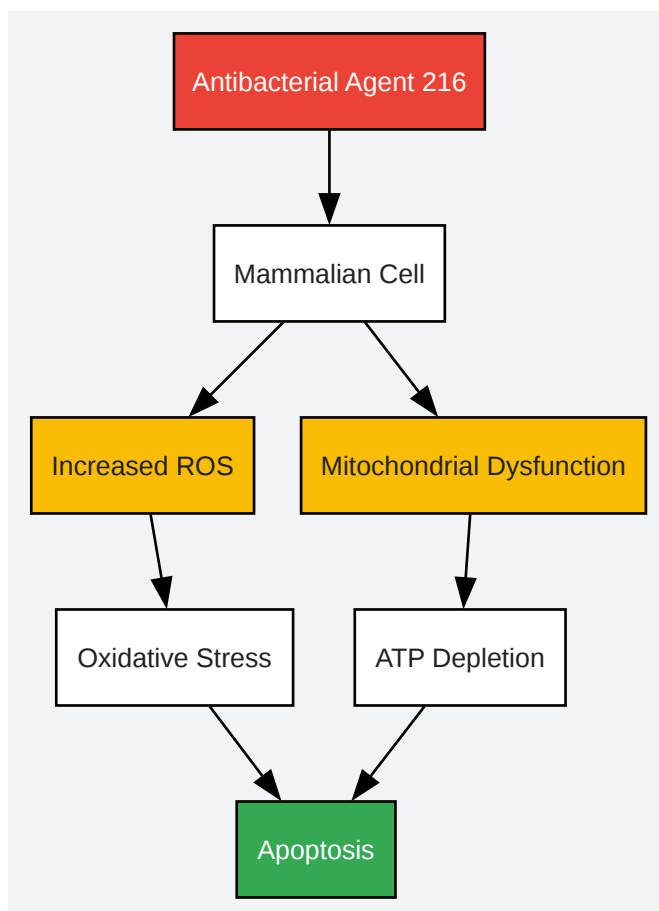 Antibacterial Agent 216
Mammalian Cell
Increased ROS
Mitochondrial Dysfunction
Oxidative Stress
ATP Depletion
Apoptosis